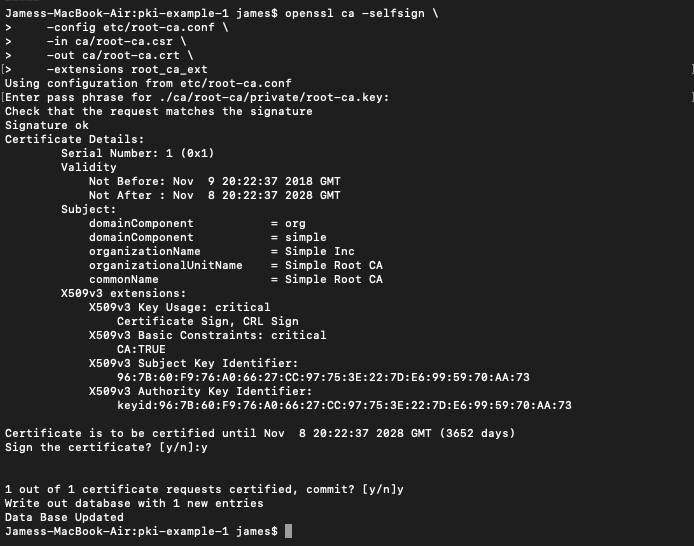 Jamess-MacBook-Air:pki-example-1 james$ openssl ca -selfsign \
>     -config etc/root-ca.conf \
>     -in ca/root-ca.csr \
>     -out ca/root-ca.crt \
[>     -extensions root_ca_ext ]
Using configuration from etc/root-ca.conf
[Enter pass phrase for ./ca/root-ca/private/root-ca.key: ]
Check that the request matches the signature
Signature ok
Certificate Details:
        Serial Number: 1 (0x1)
        Validity
            Not Before: Nov  9 20:22:37 2018 GMT
            Not After : Nov  8 20:22:37 2028 GMT
        Subject:
            domainComponent           = org
            domainComponent           = simple
            organizationName          = Simple Inc
            organizationalUnitName    = Simple Root CA
            commonName                = Simple Root CA
        X509v3 extensions:
            X509v3 Key Usage: critical
                Certificate Sign, CRL Sign
            X509v3 Basic Constraints: critical
                CA:TRUE
            X509v3 Subject Key Identifier:
                96:7B:60:F9:76:A0:66:27:CC:97:75:3E:22:7D:E6:99:59:70:AA:73
            X509v3 Authority Key Identifier:
                keyid:96:7B:60:F9:76:A0:66:27:CC:97:75:3E:22:7D:E6:99:59:70:AA:73

Certificate is to be certified until Nov  8 20:22:37 2028 GMT (3652 days)
Sign the certificate? [y/n]:y

1 out of 1 certificate requests certified, commit? [y/n]y
Write out database with 1 new entries
Data Base Updated
Jamess-MacBook-Air:pki-example-1 james$